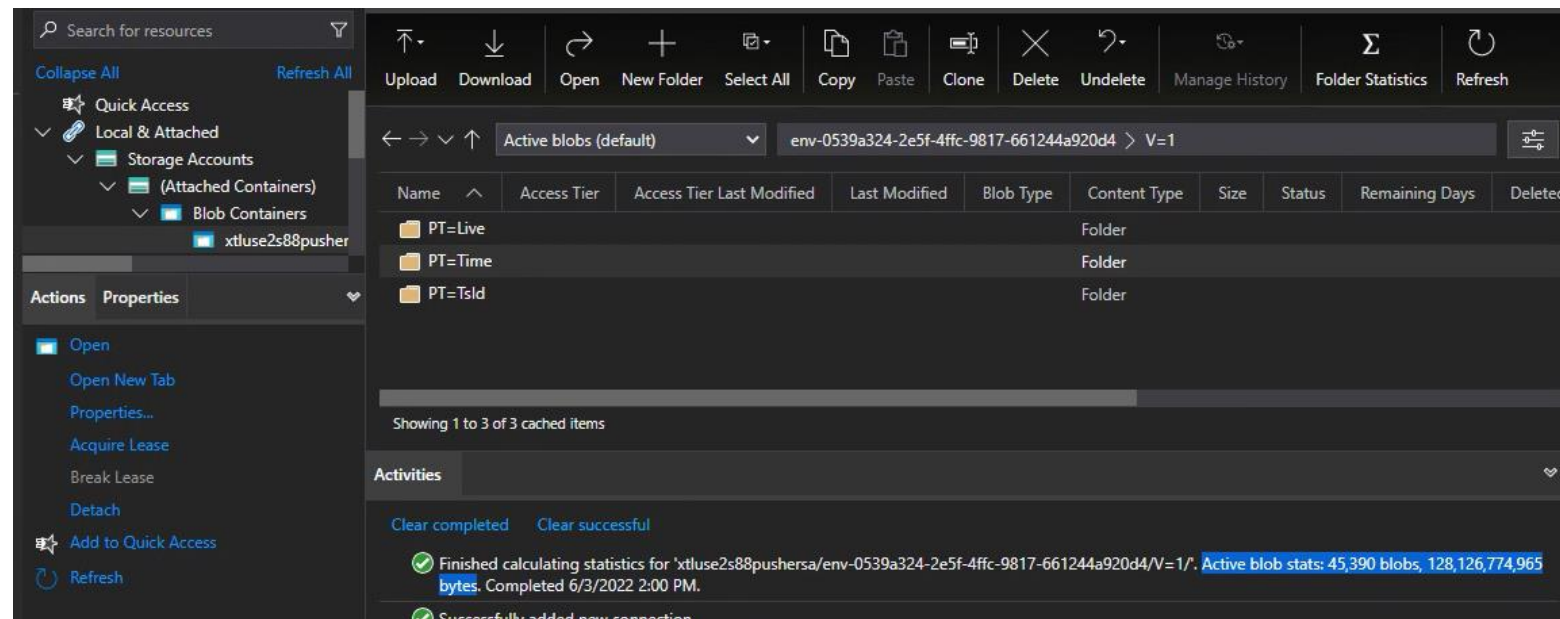 Search for resources
Collapse All Refresh All
Quick Access
Local & Attached
Storage Accounts
(Attached Containers)
Blob Containers
xtluse2s88pusher
Actions Properties
Open
Open New Tab
Properties...
Acquire Lease
Break Lease
Detach
Add to Quick Access
Refresh
Upload Download Open New Folder Select All Copy Paste Clone Delete Undelete Manage History Folder Statistics Refresh
Active blobs (default) env-0539a324-2e5f-4ffc-9817-661244a920d4 > V=1
Name Access Tier Access Tier Last Modified Last Modified Blob Type Content Type Size Status Remaining Days Deleted
PT=Live Folder
PT=Time Folder
PT=TsId Folder
Showing 1 to 3 of 3 cached items
Activities
Clear completed Clear successful
Finished calculating statistics for 'xtluse2s88pushersa/env-0539a324-2e5f-4ffc-9817-661244a920d4/V=1/'. Active blob stats: 45,390 blobs, 128,126,774,965
bytes. Completed 6/3/2022 2:00 PM.
Successfully added new connection.